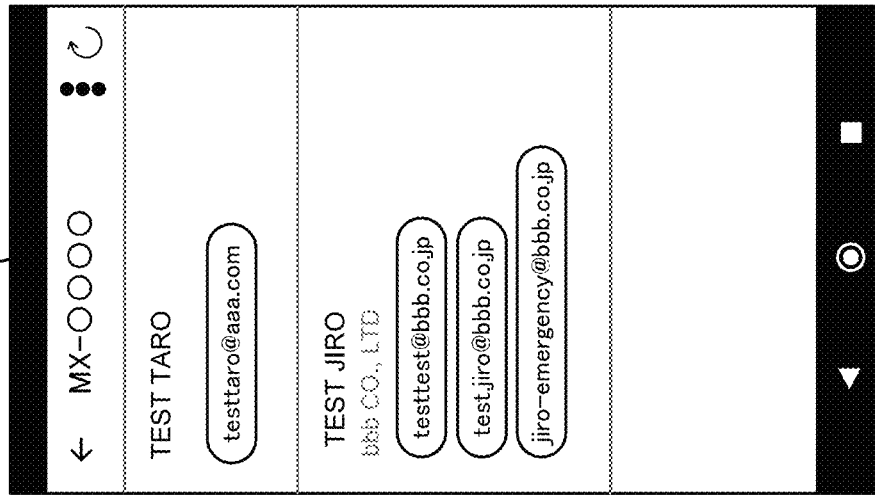 MX-○○○○
TEST TARO
testtaro@aaa.com
TEST JIRO
bbb CO., LTD
testtest@bbb.co.jp
test.jiro@bbb.co.jp
jiro-emergency@bbb.co.jp